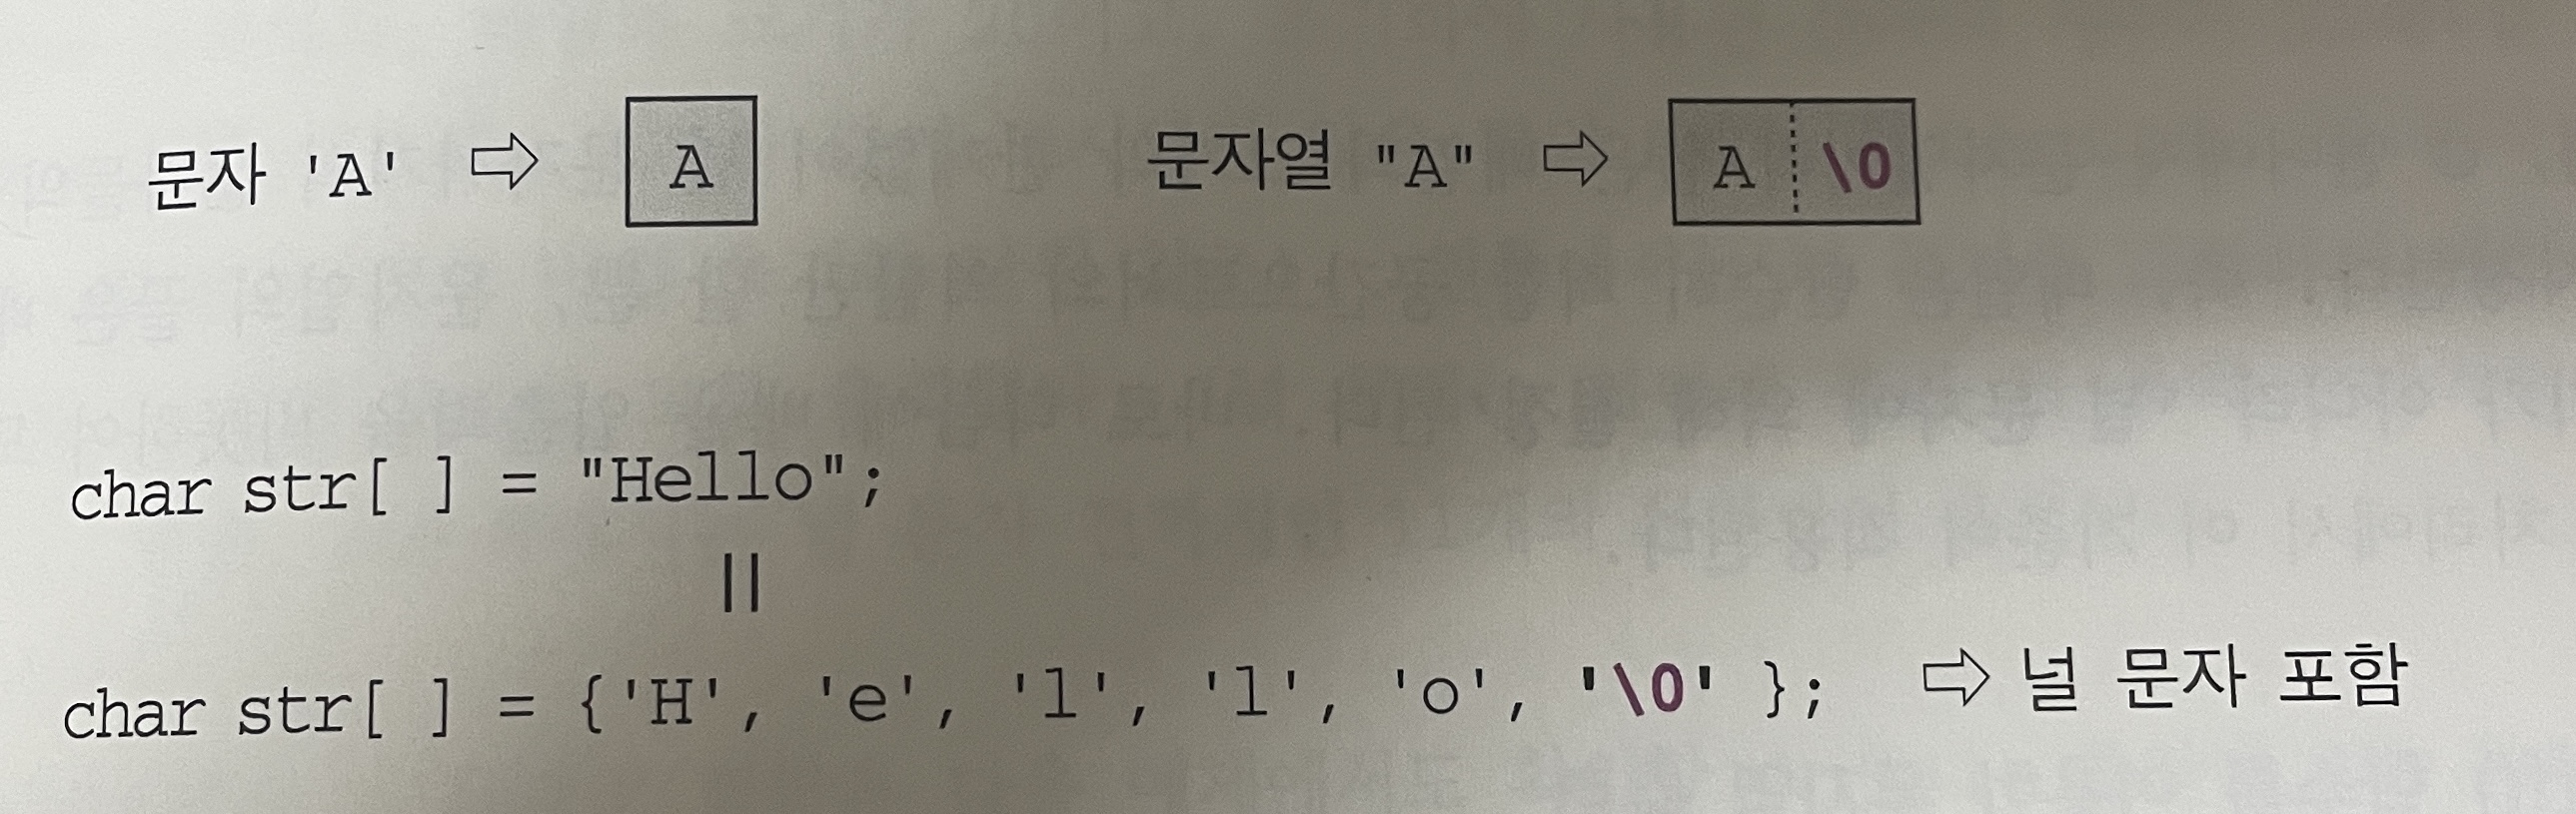 문자 'A' ⇨ A 문자열 "A" ⇨ A \0
char str[ ] = "Hello";
||
char str[ ] = {'H', 'e', 'l', 'l', 'o', '\0' }; ⇨ 널 문자 포함